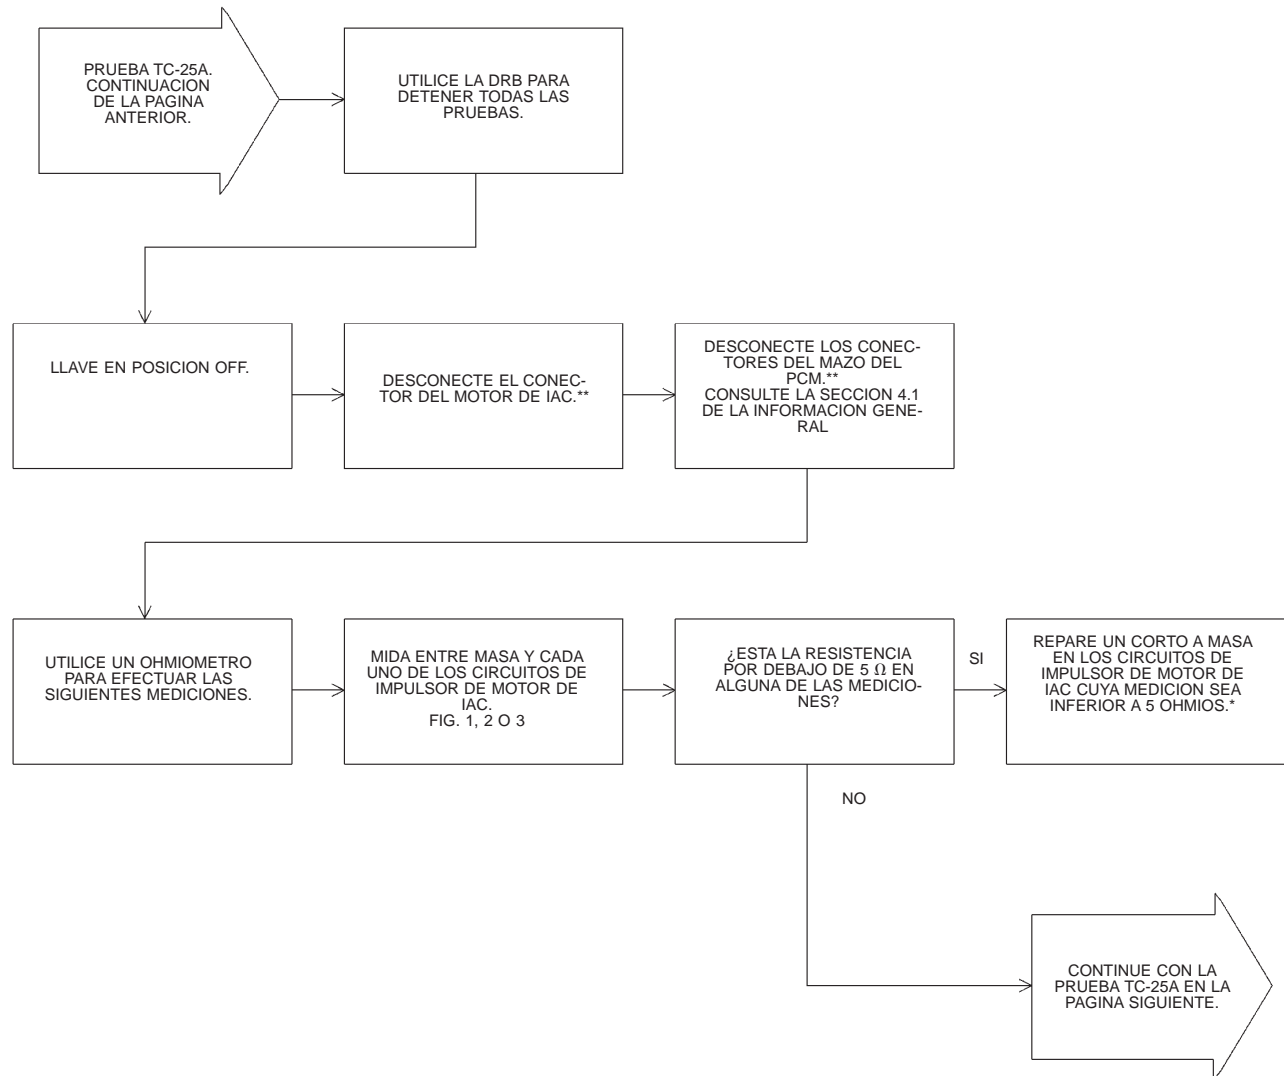 PRUEBA TC-25A.
CONTINUACION
DE LA PAGINA
ANTERIOR.
UTILICE LA DRB PARA
DETENER TODAS LAS
PRUEBAS.
LLAVE EN POSICION OFF.
DESCONECTE EL CONEC-
TOR DEL MOTOR DE IAC.**
DESCONECTE LOS CONEC-
TORES DEL MAZO DEL
PCM.**
CONSULTE LA SECCION 4.1
DE LA INFORMACION GENE-
RAL
UTILICE UN OHMIOMETRO
PARA EFECTUAR LAS
SIGUIENTES MEDICIONES.
MIDA ENTRE MASA Y CADA
UNO DE LOS CIRCUITOS DE
IMPULSOR DE MOTOR DE
IAC.
FIG. 1, 2 O 3
¿ESTA LA RESISTENCIA
POR DEBAJO DE 5 Ω EN
ALGUNA DE LAS MEDICIO-
NES?
SI
REPARE UN CORTO A MASA
EN LOS CIRCUITOS DE
IMPULSOR DE MOTOR DE
IAC CUYA MEDICION SEA
INFERIOR A 5 OHMIOS.*
NO
CONTINUE CON LA
PRUEBA TC-25A EN LA
PAGINA SIGUIENTE.